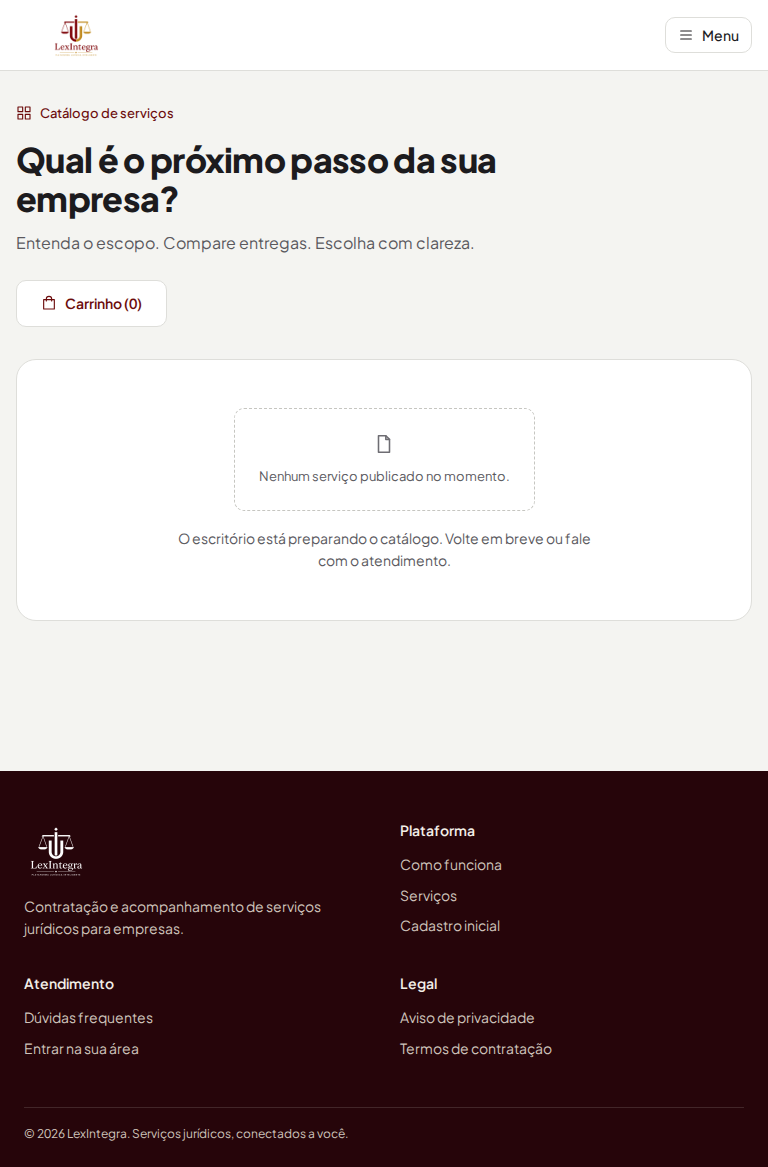 LexIntegra
Menu
Catálogo de serviços
Qual é o próximo passo da sua
empresa?
Entenda o escopo. Compare entregas. Escolha com clareza.
Carrinho (0)
Nenhum serviço publicado no momento.
O escritório está preparando o catálogo. Volte em breve ou fale
com o atendimento.
LexIntegra
Contratação e acompanhamento de serviços
jurídicos para empresas.
Plataforma
Como funciona
Serviços
Cadastro inicial
Atendimento
Dúvidas frequentes
Entrar na sua área
Legal
Aviso de privacidade
Termos de contratação
© 2026 LexIntegra. Serviços jurídicos, conectados a você.